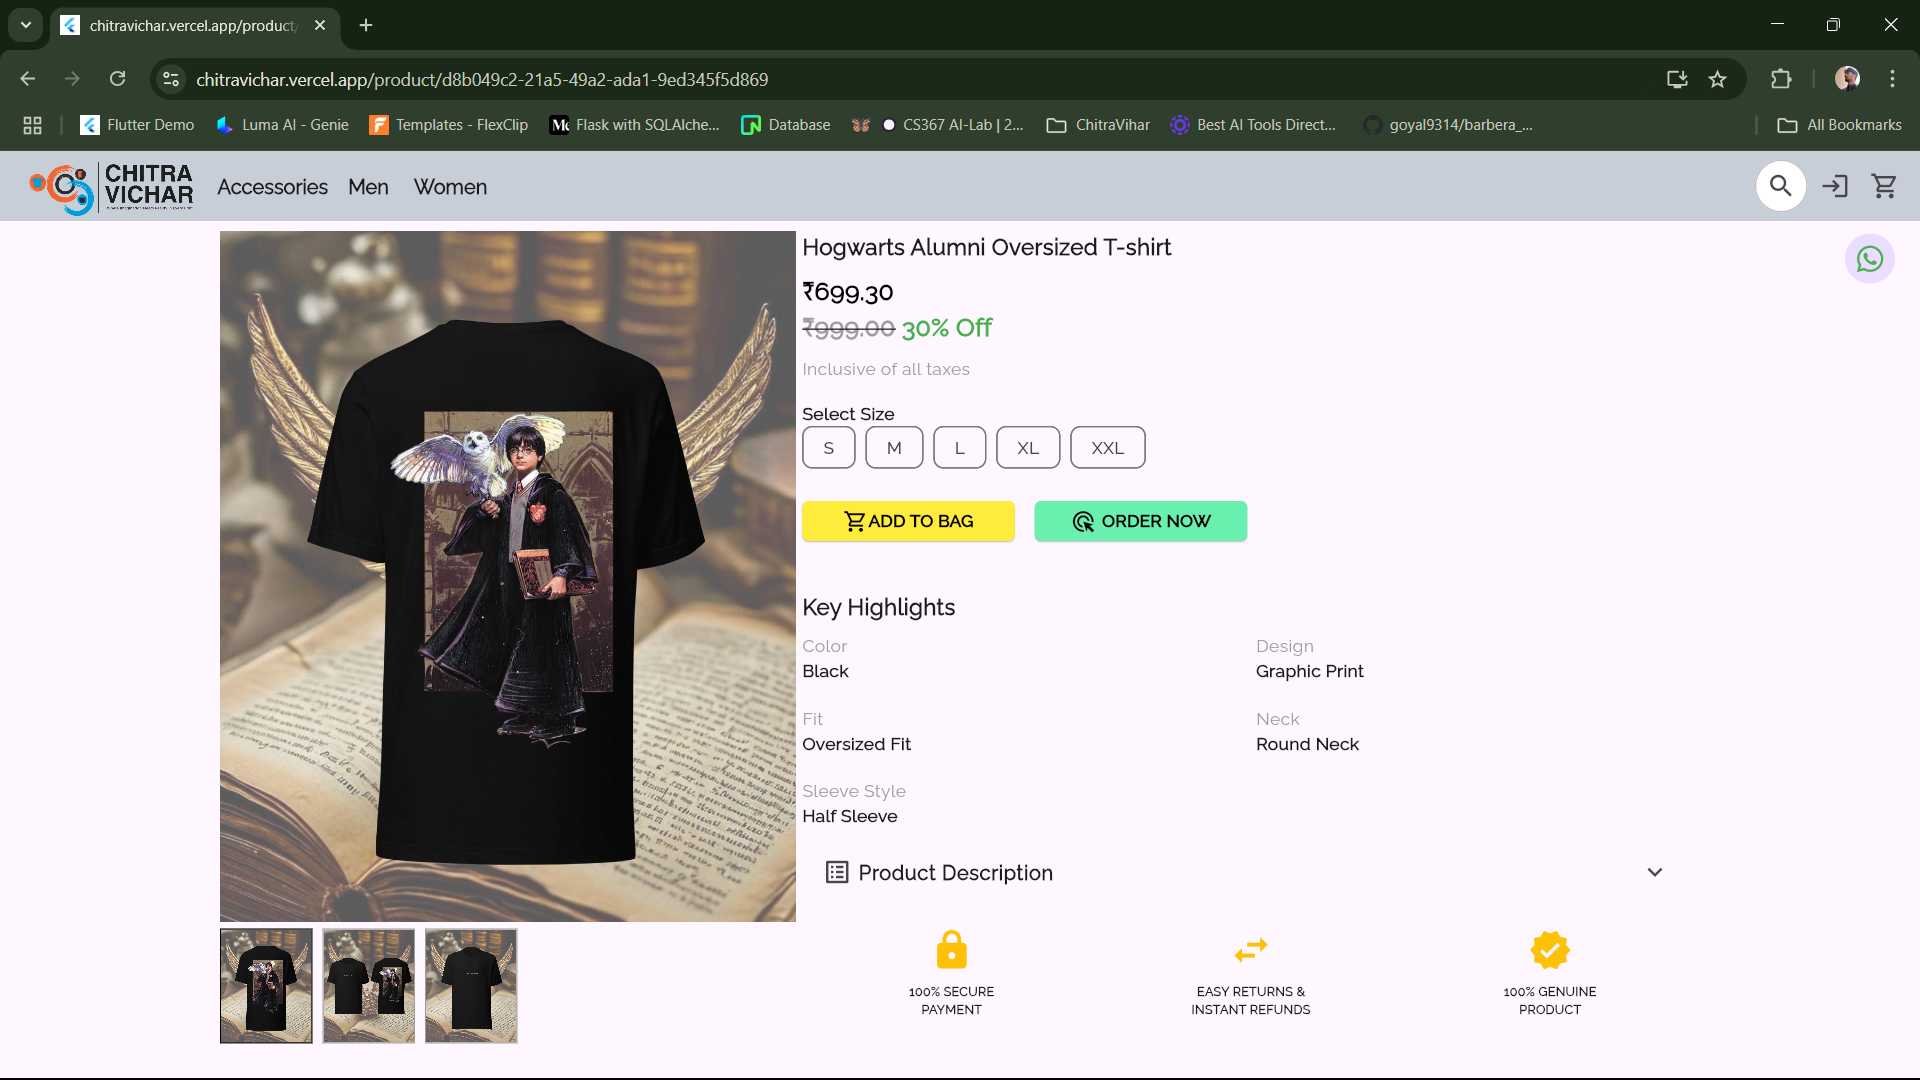 chitravichar.vercel.app/product/
chitravichar.vercel.app/product/d8b049c2-21a5-49a2-ada1-9ed345f5d869
Flutter Demo
Luma AI - Genie
Templates - FlexClip
Flask with SQLAlche...
Database
CS367 AI-Lab | 2...
ChitraVihar
Best AI Tools Direct...
goyal9314/barbera_...
All Bookmarks
CHITRA
VICHAR
Accessories
Men
Women
Hogwarts Alumni Oversized T-shirt
₹699.30
₹999.00 30% Off
Inclusive of all taxes
Select Size
S
M
L
XL
XXL
ADD TO BAG
ORDER NOW
Key Highlights
Color
Black
Design
Graphic Print
Fit
Oversized Fit
Neck
Round Neck
Sleeve Style
Half Sleeve
Product Description
100% SECURE
PAYMENT
EASY RETURNS &
INSTANT REFUNDS
100% GENUINE
PRODUCT